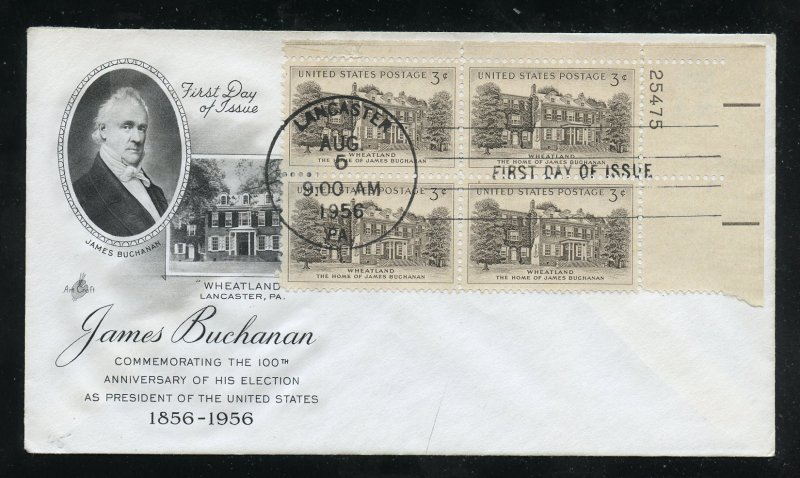 First Day
of Issue
JAMES BUCHANAN
"WHEATLAND
LANCASTER, PA.
Art Craft
James Buchanan
COMMEMORATING THE 100TH
ANNIVERSARY OF HIS ELECTION
AS PRESIDENT OF THE UNITED STATES
1856-1956
UNITED STATES POSTAGE 3¢
WHEATLAND
THE HOME OF JAMES BUCHANAN
UNITED STATES POSTAGE 3¢
WHEATLAND
THE HOME OF JAMES BUCHANAN
25475
LANCASTER
AUG.
5
9:00 AM
1956
PA.
FIRST DAY OF ISSUE
UNITED STATES POSTAGE 3¢
WHEATLAND
THE HOME OF JAMES BUCHANAN
3¢
WHEATLAND
THE HOME OF JAMES BUCHANAN